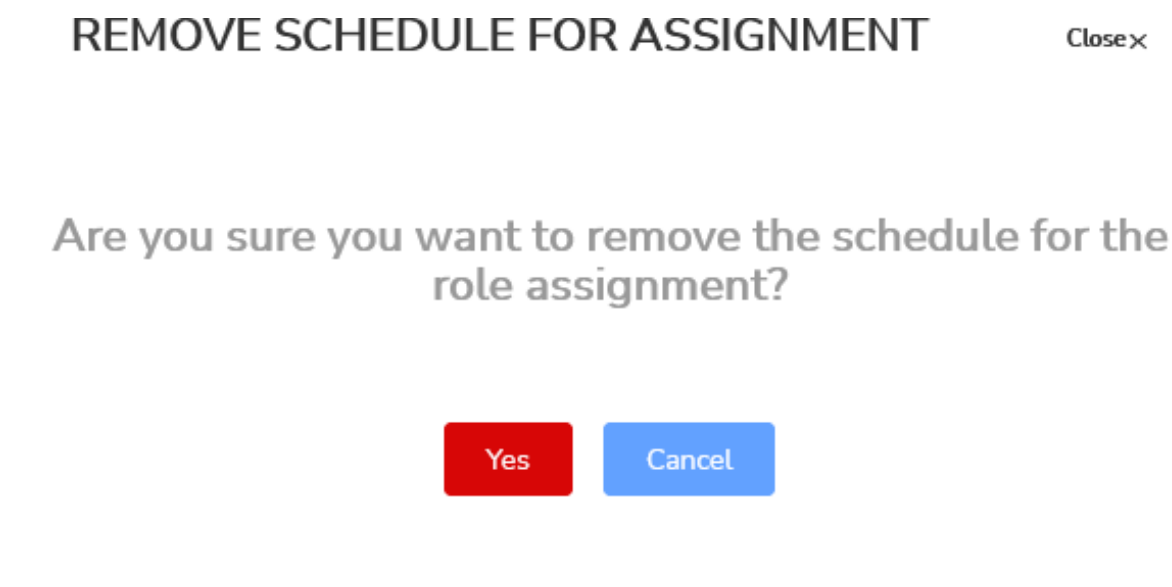 REMOVE SCHEDULE FOR ASSIGNMENT
Close×
Are you sure you want to remove the schedule for the
role assignment?
Yes
Cancel